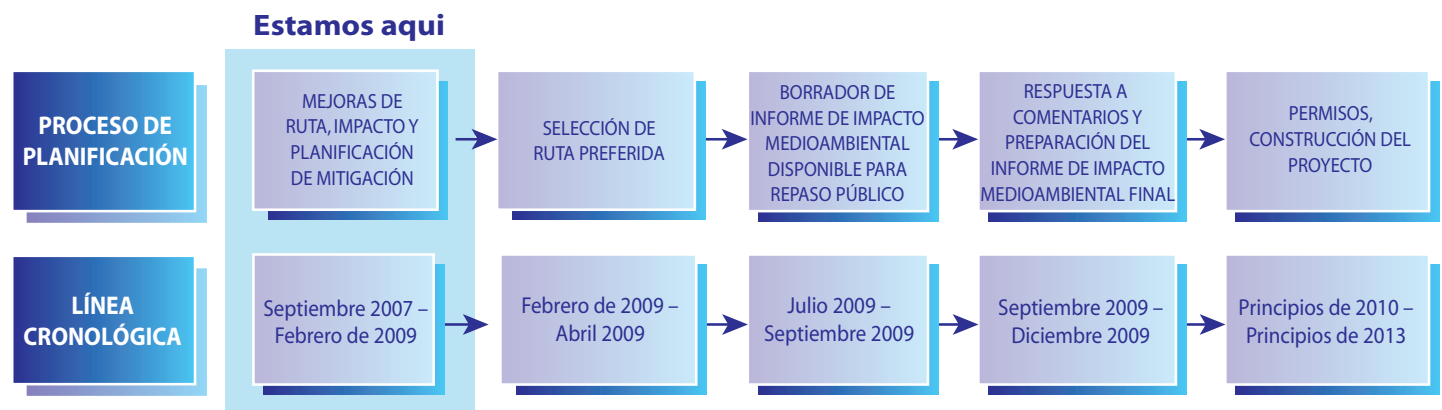 Estamos aqui
PROCESO DE
PLANIFICACIÓN
MEJORAS DE
RUTA, IMPACTO Y
PLANIFICACIÓN
DE MITIGACIÓN
SELECCIÓN DE
RUTA PREFERIDA
BORRADOR DE
INFORME DE IMPACTO
MEDIOAMBIENTAL
DISPONIBLE PARA
REPASO PÚBLICO
RESPUESTA A
COMENTARIOS Y
PREPARACIÓN DEL
INFORME DE IMPACTO
MEDIOAMBIENTAL FINAL
PERMISOS,
CONSTRUCCIÓN DEL
PROYECTO
LÍNEA
CRONOLÓGICA
Septiembre 2007 –
Febrero de 2009
Febrero de 2009 –
Abril 2009
Julio 2009 –
Septiembre 2009
Septiembre 2009 –
Diciembre 2009
Principios de 2010 –
Principios de 2013